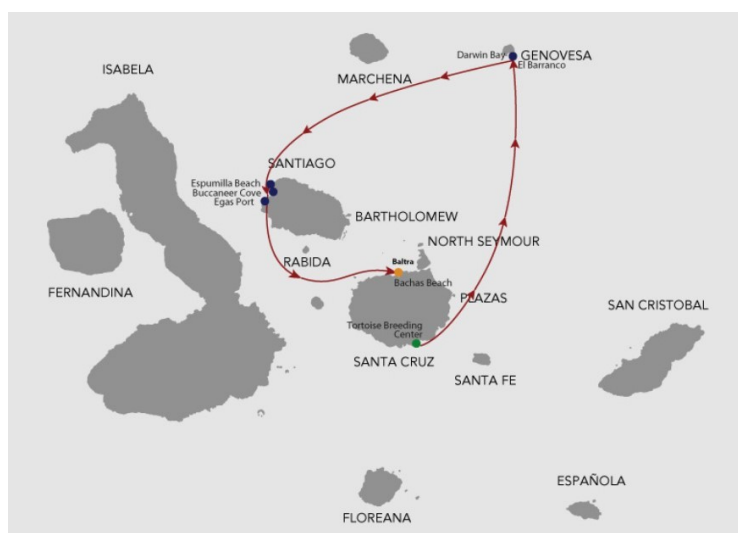 Darwin Bay
GENOVESA
El Barranco
ISABELA
MARCHENA
SANTIAGO
Espumilla Beach
Buccaneer Cove
Egas Port
BARTHOLOMEW
NORTH SEYMOUR
RABIDA
Baltra
FERNANDINA
Bachas Beach
PLAZAS
SAN CRISTOBAL
Tortoise Breeding
Center
SANTA CRUZ
SANTA FE
ESPAÑOLA
FLOREANA